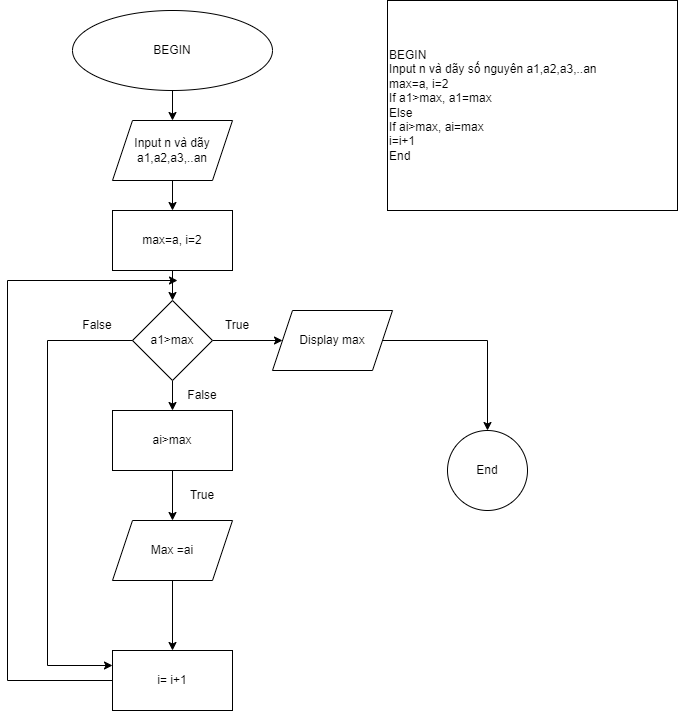 BEGIN
Input n và dãy
a1,a2,a3,..an
max=a, i=2
a1>max
False
True
Display max
End
False
ai>max
True
Max =ai
i= i+1
BEGIN
Input n và dãy số nguyên a1,a2,a3,..an
max=a, i=2
If a1>max, a1=max
Else
If ai>max, ai=max
i=i+1
End